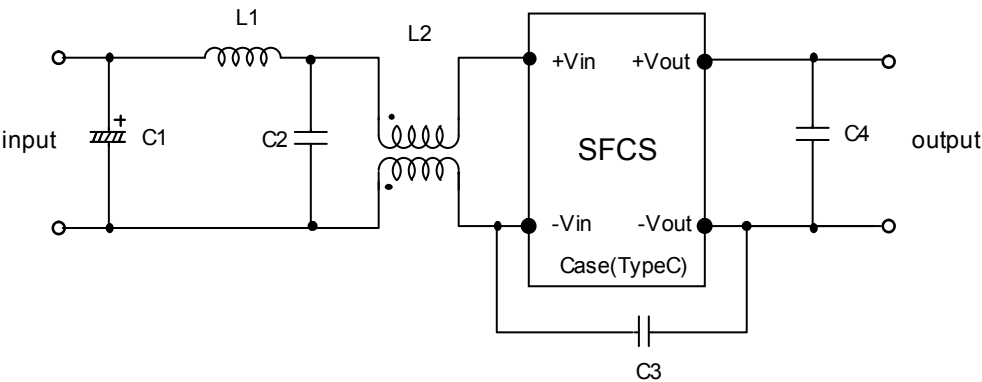 L1
L2
+Vin
+Vout
+
input
C1
C2
SFCS
C4
output
-Vin
-Vout
Case(TypeC)
C3